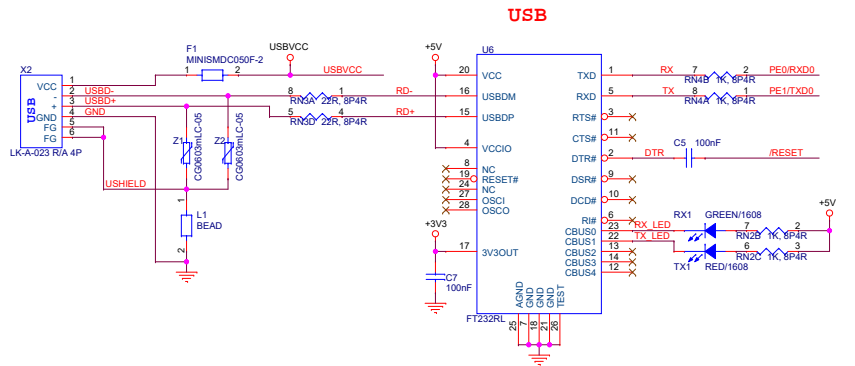 USB
F1
MINISMDC050F-2
USBVCC
1
2
USBVCC
X2
VCC
-
+
GND
FG
FG
USB
1
2
3
4
5
6
USBD-
USBD+
GND
LK-A-023 R/A 4P
8
1
RN3A 22R, 8P4R
RD-
5
4
RN3D 22R, 8P4R
RD+
Z1
CG0603mLC-05
Z2
CG0603mLC-05
USHIELD
1
L1
BEAD
2
+5V
+3V3
C7
100nF
U6
20
VCC
16
USBDM
15
USBDP
4
VCCIO
8
NC
19
RESET#
24
NC
27
OSCI
28
OSCO
17
3V3OUT
TXD
1
RXD
5
RTS#
3
CTS#
11
DTR#
2
DSR#
9
DCD#
10
RI#
6
CBUS0
23
CBUS1
22
CBUS2
13
CBUS3
14
CBUS4
12
AGND
GND
GND
GND
TEST
FT232RL
25
7
18
21
26
RX
7
2
PE0/RXD0
RN4B 1K, 8P4R
TX
8
1
PE1/TXD0
RN4A 1K, 8P4R
C5
100nF
DTR
/RESET
RX_LED
RX1
GREEN/1608
7
2
RN2B 1K, 8P4R
TX_LED
6
3
RN2C 1K, 8P4R
TX1
RED/1608
+5V